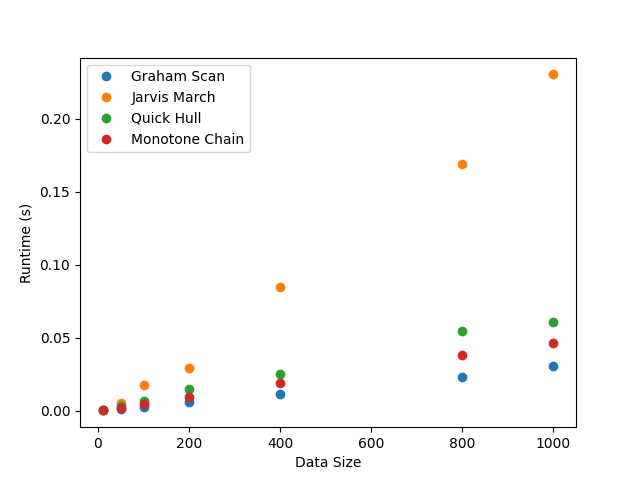 Graham Scan
Jarvis March
Quick Hull
Monotone Chain
0.20
0.15
0.10
0.05
0.00
Runtime (s)
0 200 400 600 800 1000
Data Size